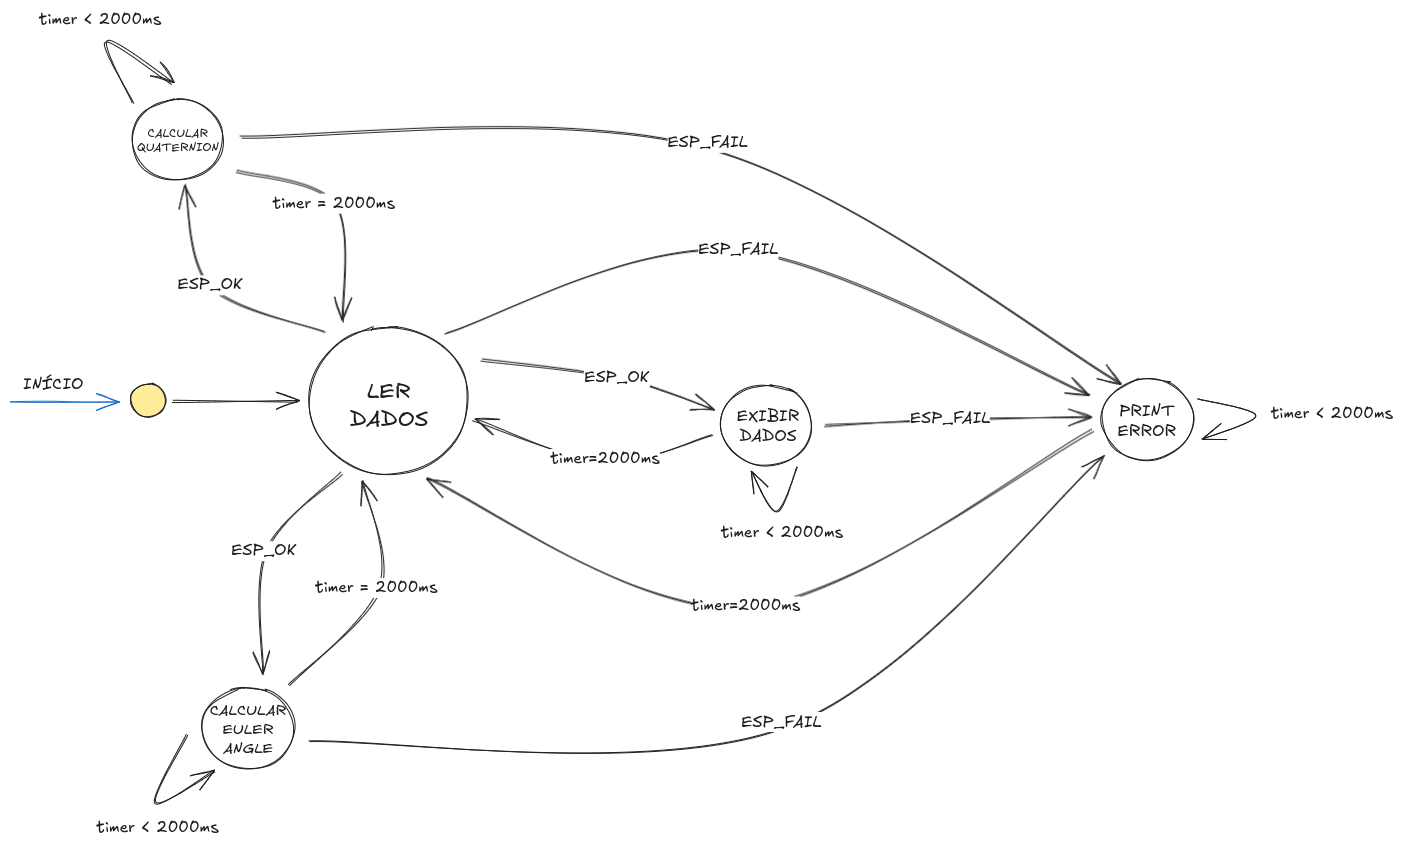 timer < 2000ms
CALCULAR
QUATERNION
ESP_FAIL
timer = 2000ms
ESP_FAIL
ESP_OK
INÍCIO
LER
DADOS
ESP_OK
EXIBIR
DADOS
ESP_FAIL
PRINT
ERROR
timer < 2000ms
timer=2000ms
timer < 2000ms
ESP_OK
timer = 2000ms
timer=2000ms
CALCULAR
EULER
ANGLE
ESP_FAIL
timer < 2000ms